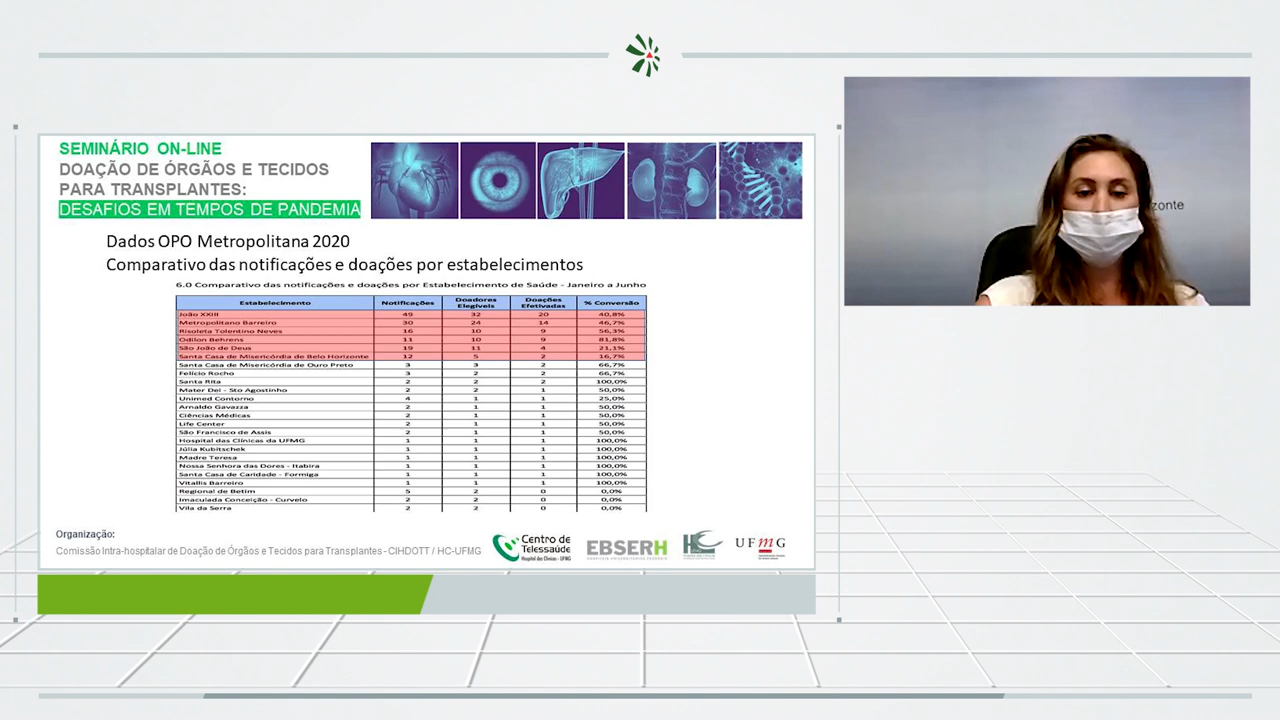 SEMINÁRIO ON-LINE
DOAÇÃO DE ÓRGÃOS E TECIDOS
PARA TRANSPLANTES:
DESAFIOS EM TEMPOS DE PANDEMIA
Dados OPO Metropolitana 2020
Comparativo das notificações e doações por estabelecimentos
6.0 Comparativo das notificações e doações por Estabelecimento de Saúde - Janeiro a Junho
Estabelecimento Notificações Doadores Elegíveis Doações Efetivadas % Conversão
João XXIII 49 32 20 40,8%
Metropolitano Barreiro 30 24 14 46,7%
Risoleta Tolentino Neves 16 10 9 56,3%
Odilon Behrens 11 10 9 81,8%
São João de Deus 19 11 4 21,1%
Santa Casa de Misericórdia de Belo Horizonte 12 5 2 16,7%
Santa Casa de Misericórdia de Ouro Preto 3 3 2 66,7%
Felício Rocho 3 2 2 66,7%
Santa Rita 2 2 2 100,0%
Mater Dei - Sto Agostinho 2 2 1 50,0%
Unimed Contorno 4 1 1 25,0%
Arnaldo Gavazza 2 1 1 50,0%
Ciências Médicas 2 1 1 50,0%
Life Center 2 1 1 50,0%
São Francisco de Assis 2 1 1 50,0%
Hospital das Clínicas da UFMG 1 1 1 100,0%
Júlia Kubitschek 1 1 1 100,0%
Madre Teresa 1 1 1 100,0%
Nossa Senhora das Dores - Itabira 1 1 1 100,0%
Santa Casa de Caridade - Formiga 1 1 1 100,0%
Vitallis Barreiro 1 1 1 100,0%
Regional de Betim 5 2 0 0,0%
Imaculada Conceição - Curvelo 2 2 0 0,0%
Vila da Serra 2 2 0 0,0%
Organização:
Comissão Intra-hospitalar de Doação de Órgãos e Tecidos para Transplantes - CIHDOTT / HC-UFMG
Centro de
Telessaúde
Hospital das Clínicas - UFMG
EBSERH
HC
UFMG
zonte